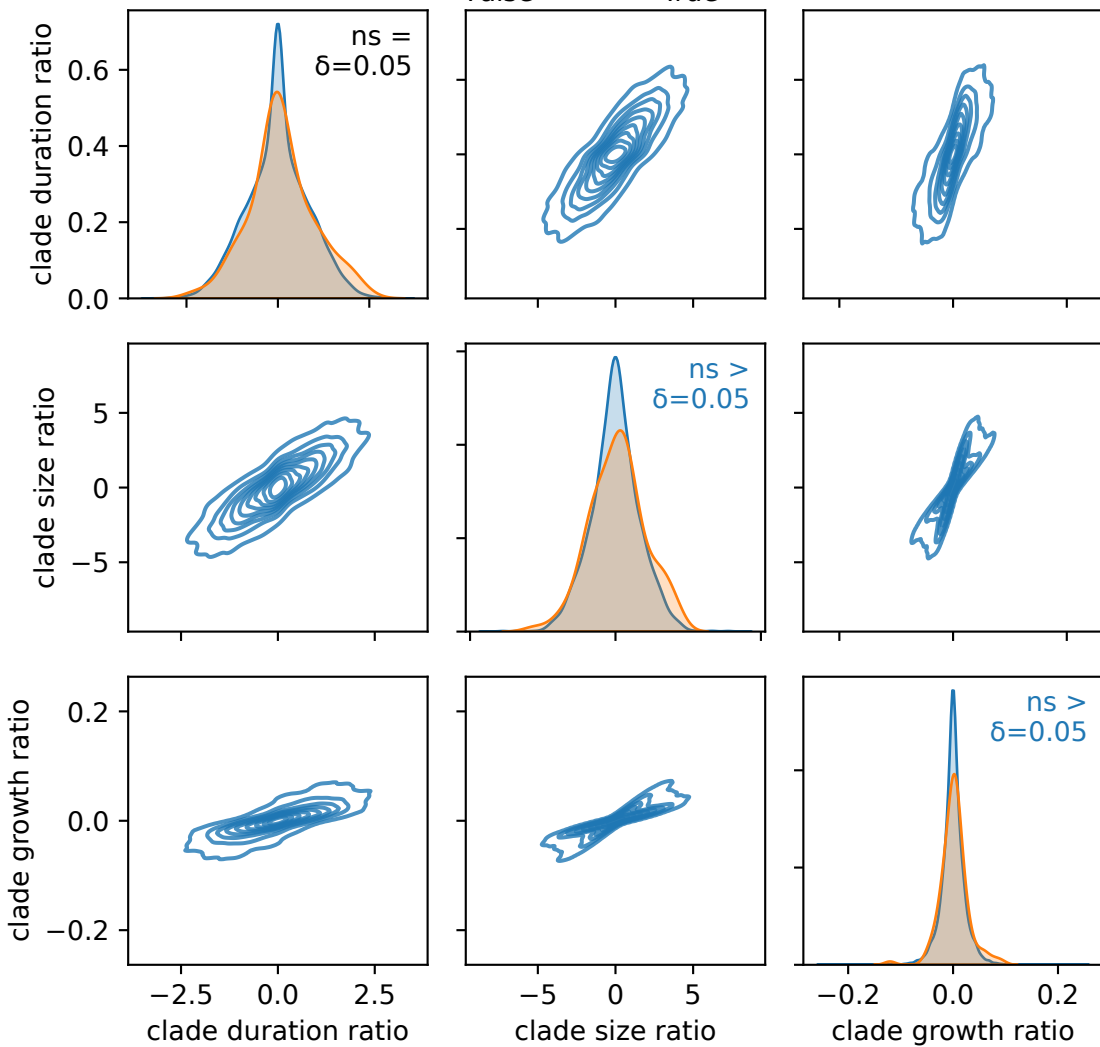 clade duration ratio
0.6
0.4
0.2
0.0
ns =
δ=0.05
clade size ratio
5
0
−5
ns >
δ=0.05
clade growth ratio
0.2
0.0
−0.2
ns >
δ=0.05
−2.5 0.0 2.5
−5 0 5
−0.2 0.0 0.2
clade duration ratio
clade size ratio
clade growth ratio